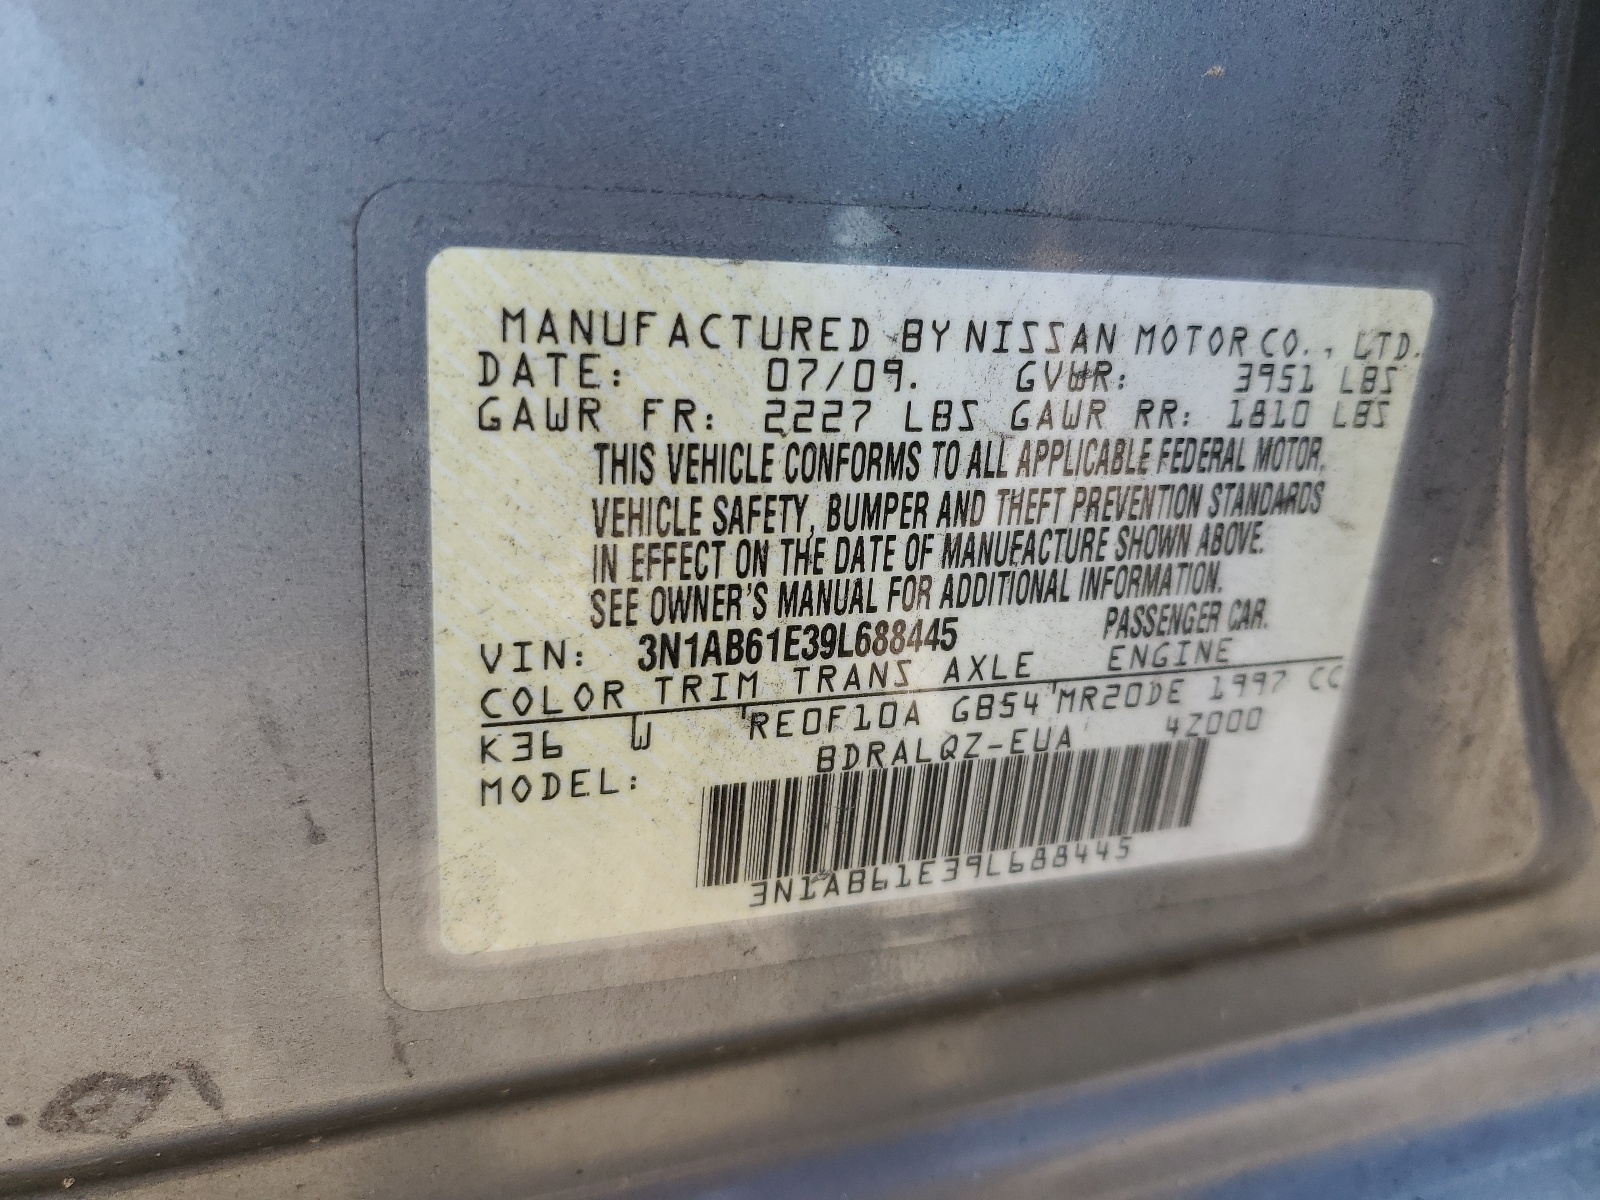 MANUFACTURED BY NISSAN MOTOR CO., LTD.
DATE: 07/09. GVWR: 3951 LBS
GAWR FR: 2227 LBS GAWR RR: 1810 LBS
THIS VEHICLE CONFORMS TO ALL APPLICABLE FEDERAL MOTOR
VEHICLE SAFETY, BUMPER AND THEFT PREVENTION STANDARDS
IN EFFECT ON THE DATE OF MANUFACTURE SHOWN ABOVE.
SEE OWNER'S MANUAL FOR ADDITIONAL INFORMATION.
VIN: 3N1AB61E39L688445 PASSENGER CAR.
COLOR TRIM TRANS AXLE ENGINE
K36 W RE0F10A GB54 MR20DE 1997 CC
MODEL: BDRALQZ-EUA 4Z000
3N1AB61E39L688445